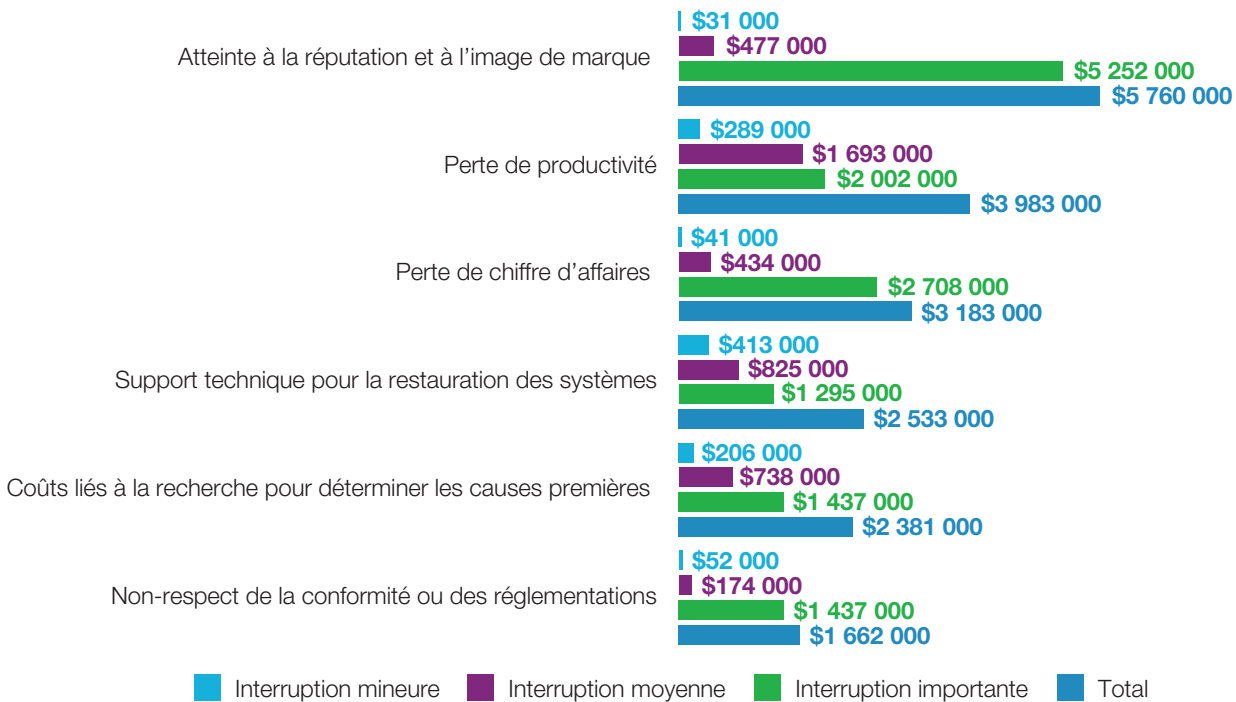 $31 000
$477 000
Atteinte à la réputation et à l’image de marque
$5 252 000
$5 760 000
$289 000
$1 693 000
Perte de productivité
$2 002 000
$3 983 000
$41 000
$434 000
Perte de chiffre d’affaires
$2 708 000
$3 183 000
$413 000
$825 000
Support technique pour la restauration des systèmes
$1 295 000
$2 533 000
$206 000
$738 000
Coûts liés à la recherche pour déterminer les causes premières
$1 437 000
$2 381 000
$52 000
$174 000
Non-respect de la conformité ou des réglementations
$1 437 000
$1 662 000
Interruption mineure Interruption moyenne Interruption importante Total